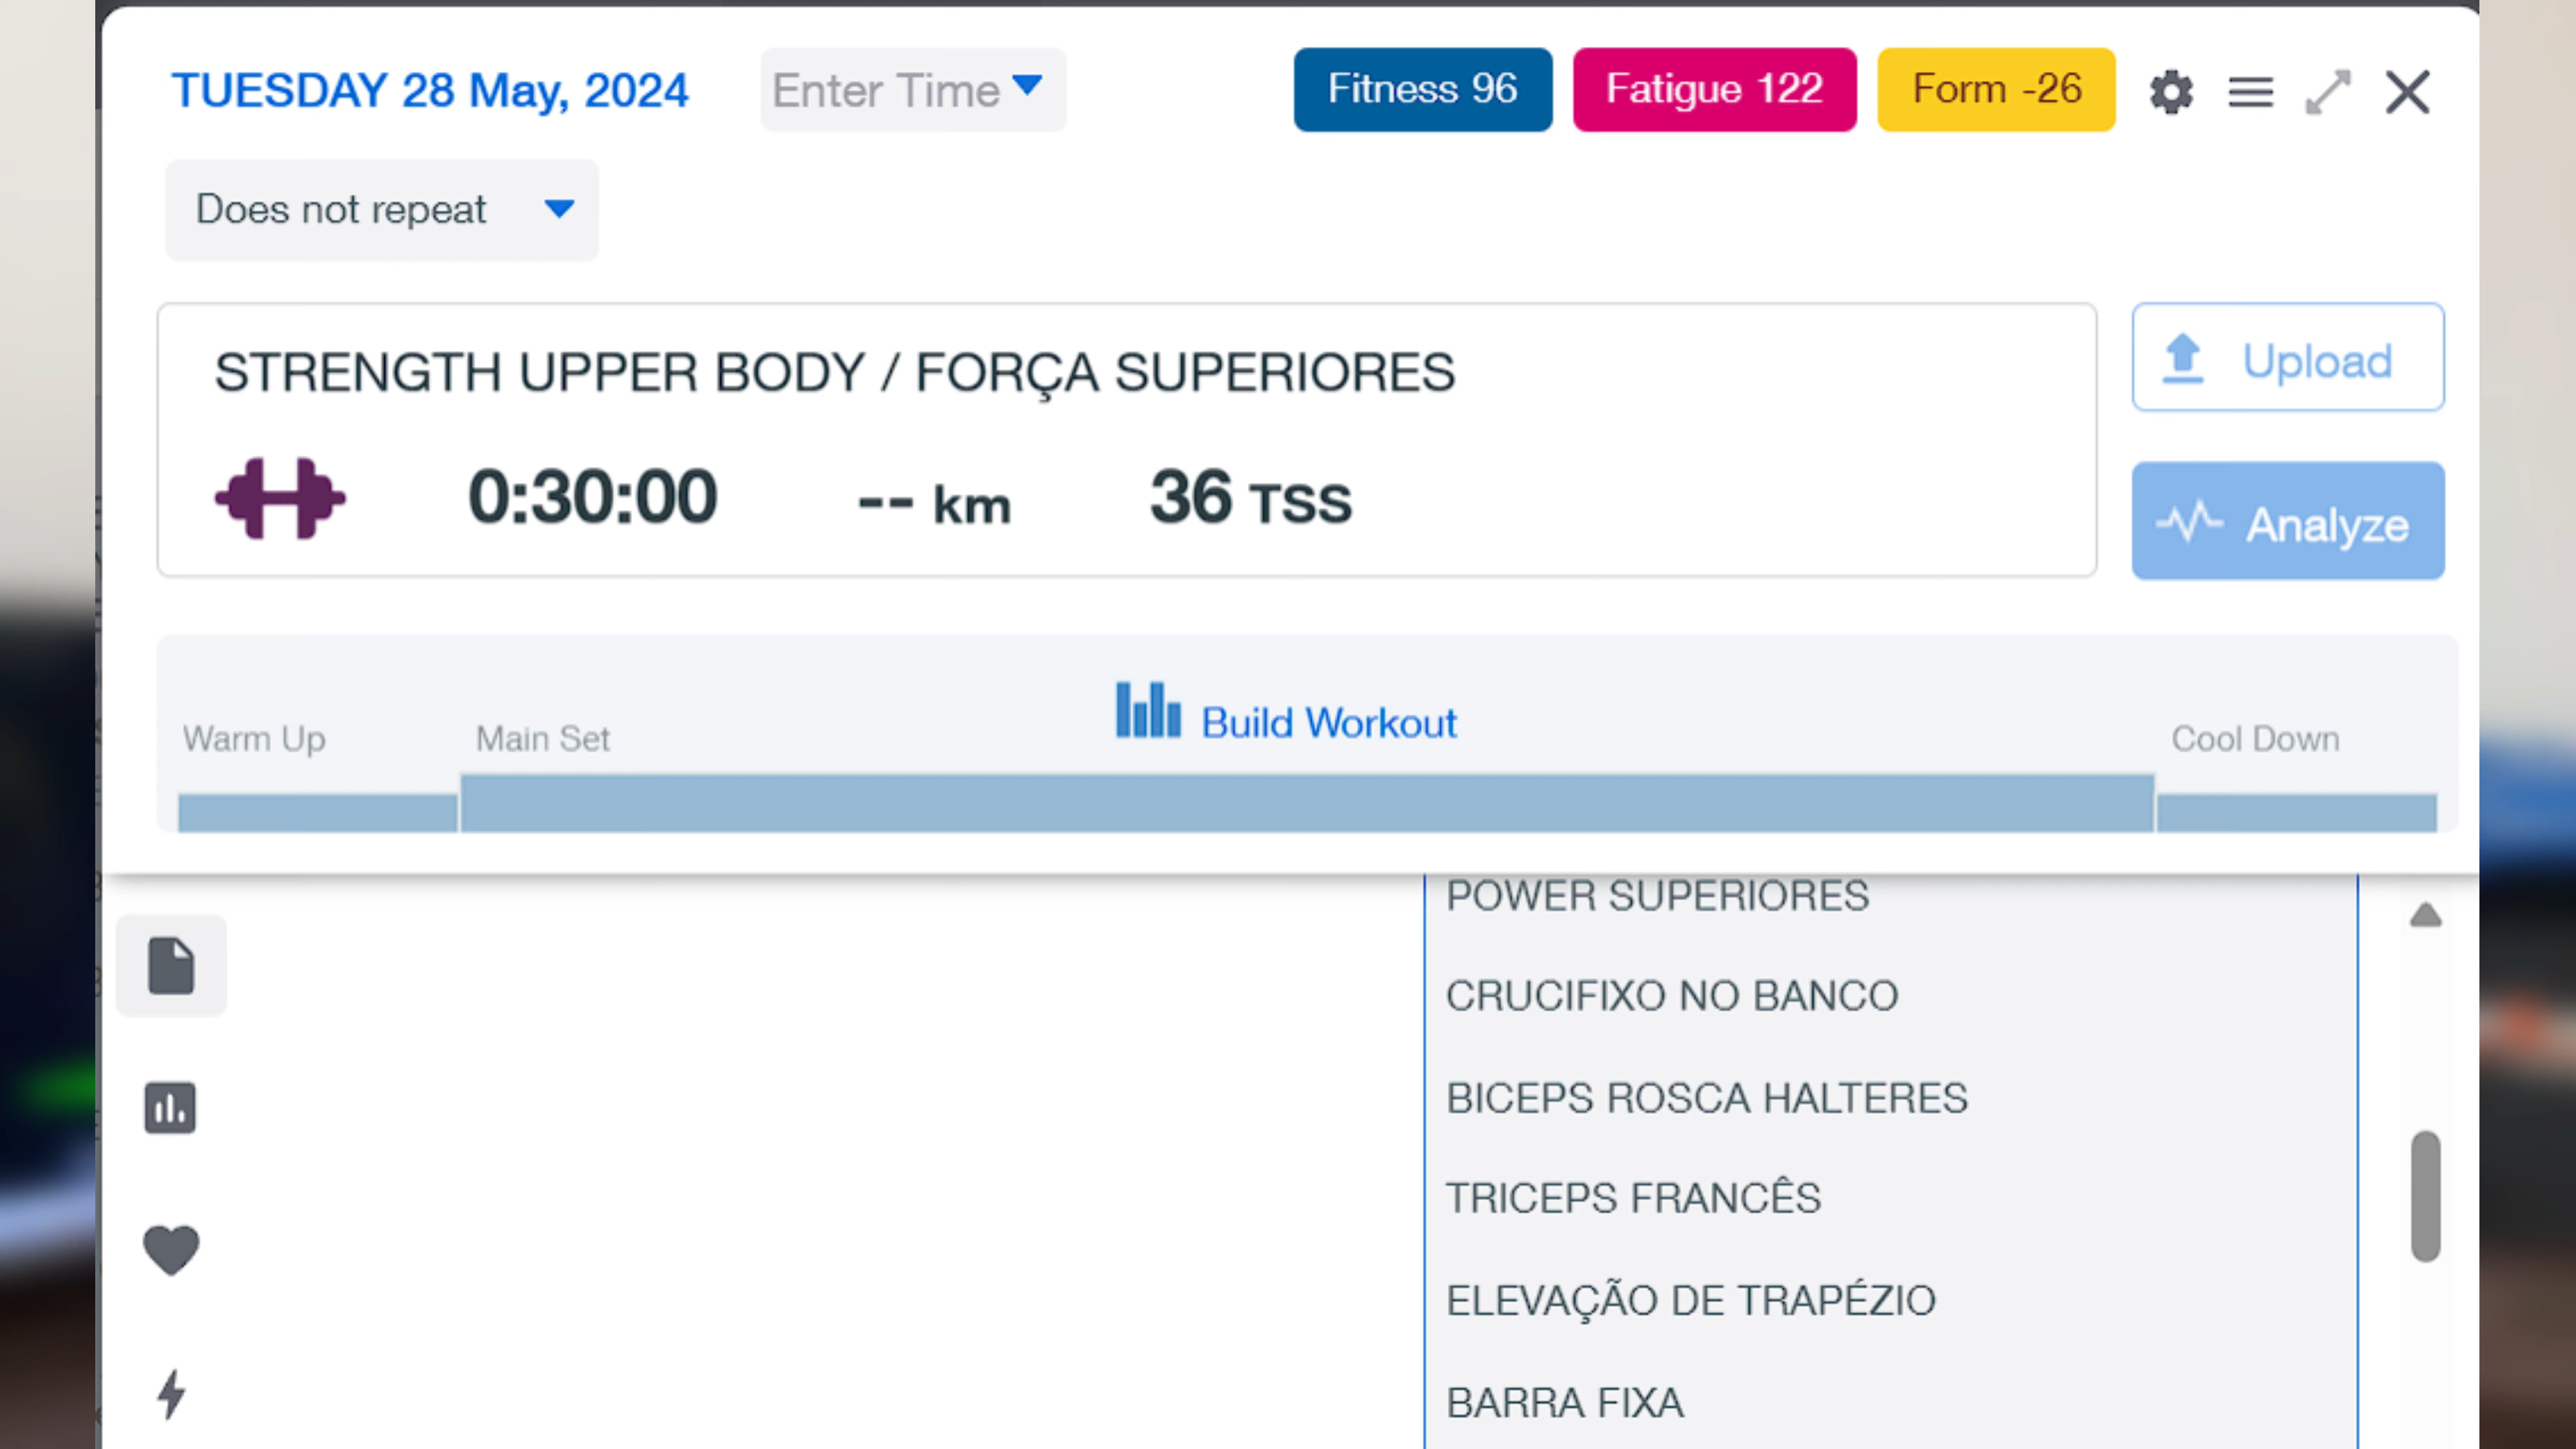 TUESDAY 28 May, 2024 Enter Time Fitness 96 Fatigue 122 Form -26
Does not repeat
STRENGTH UPPER BODY / FORÇA SUPERIORES
Upload
0:30:00 -- km 36 TSS
Analyze
Build Workout
Warm Up Main Set Cool Down
POWER SUPERIORES
CRUCIFIXO NO BANCO
BICEPS ROSCA HALTERES
TRICEPS FRANCÊS
ELEVAÇÃO DE TRAPÉZIO
BARRA FIXA